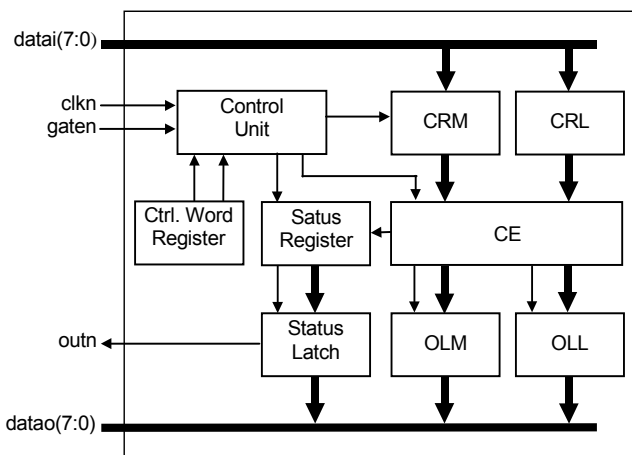 datai(7:0)
clkn
gaten
Control
Unit
CRM
CRL
Ctrl. Word
Register
Satus
Register
CE
outn
Status
Latch
OLM
OLL
datao(7:0)